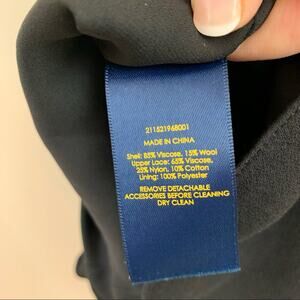 211521968001
MADE IN CHINA
Shell: 85% Viscose, 15% Wool
Upper Lace: 65% Viscose,
25% Nylon, 10% Cotton
Lining: 100% Polyester
REMOVE DETACHABLE
ACCESSORIES BEFORE CLEANING
DRY CLEAN